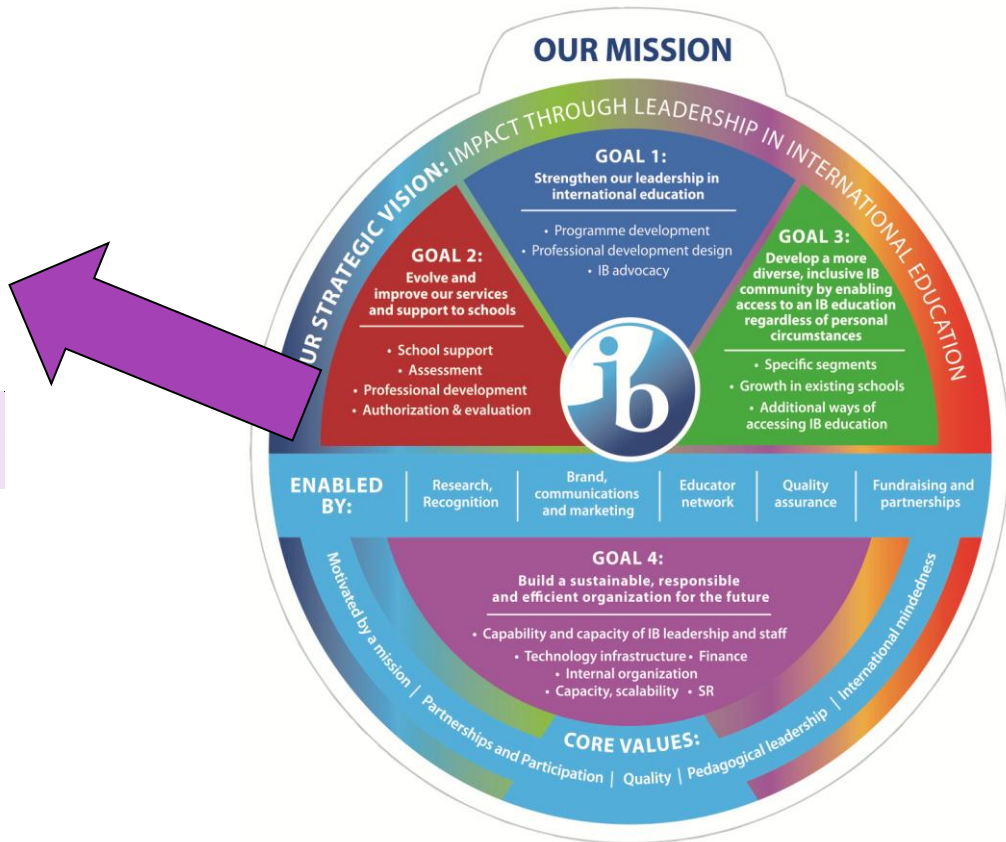 OUR MISSION
UR STRATEGIC VISION: IMPACT THROUGH LEADERSHIP IN INTERNATIONAL EDUCATION
GOAL 1:
Strengthen our leadership in
international education
• Programme development
• Professional development design
• IB advocacy
GOAL 2:
Evolve and
improve our services
and support to schools
• School support
• Assessment
• Professional development
• Authorization & evaluation
GOAL 3:
Develop a more
diverse, inclusive IB
community by enabling
access to an IB education
regardless of personal
circumstances
• Specific segments
• Growth in existing schools
• Additional ways of
accessing IB education
ib
ENABLED
BY:
Research,
Recognition
Brand,
communications
and marketing
Educator
network
Quality
assurance
Fundraising and
partnerships
GOAL 4:
Build a sustainable, responsible
and efficient organization for the future
• Capability and capacity of IB leadership and staff
• Technology infrastructure • Finance
• Internal organization
• Capacity, scalability • SR
CORE VALUES:
Motivated by a mission | Partnerships and Participation | Quality | Pedagogical leadership | International mindedness